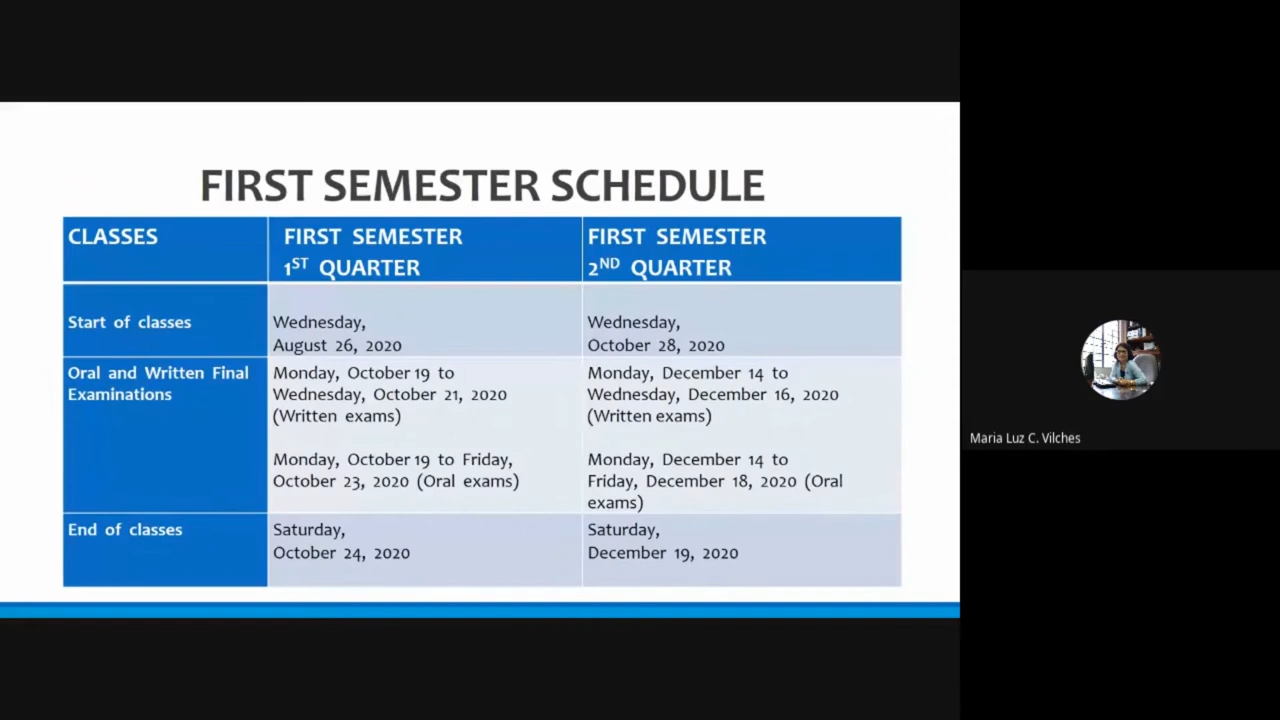 FIRST SEMESTER SCHEDULE
CLASSES
FIRST SEMESTER
1ST QUARTER
FIRST SEMESTER
2ND QUARTER
Start of classes
Wednesday,
August 26, 2020
Wednesday,
October 28, 2020
Oral and Written Final
Examinations
Monday, October 19 to
Wednesday, October 21, 2020
(Written exams)
Monday, October 19 to Friday,
October 23, 2020 (Oral exams)
Monday, December 14 to
Wednesday, December 16, 2020
(Written exams)
Monday, December 14 to
Friday, December 18, 2020 (Oral
exams)
End of classes
Saturday,
October 24, 2020
Saturday,
December 19, 2020
Maria Luz C. Vilches